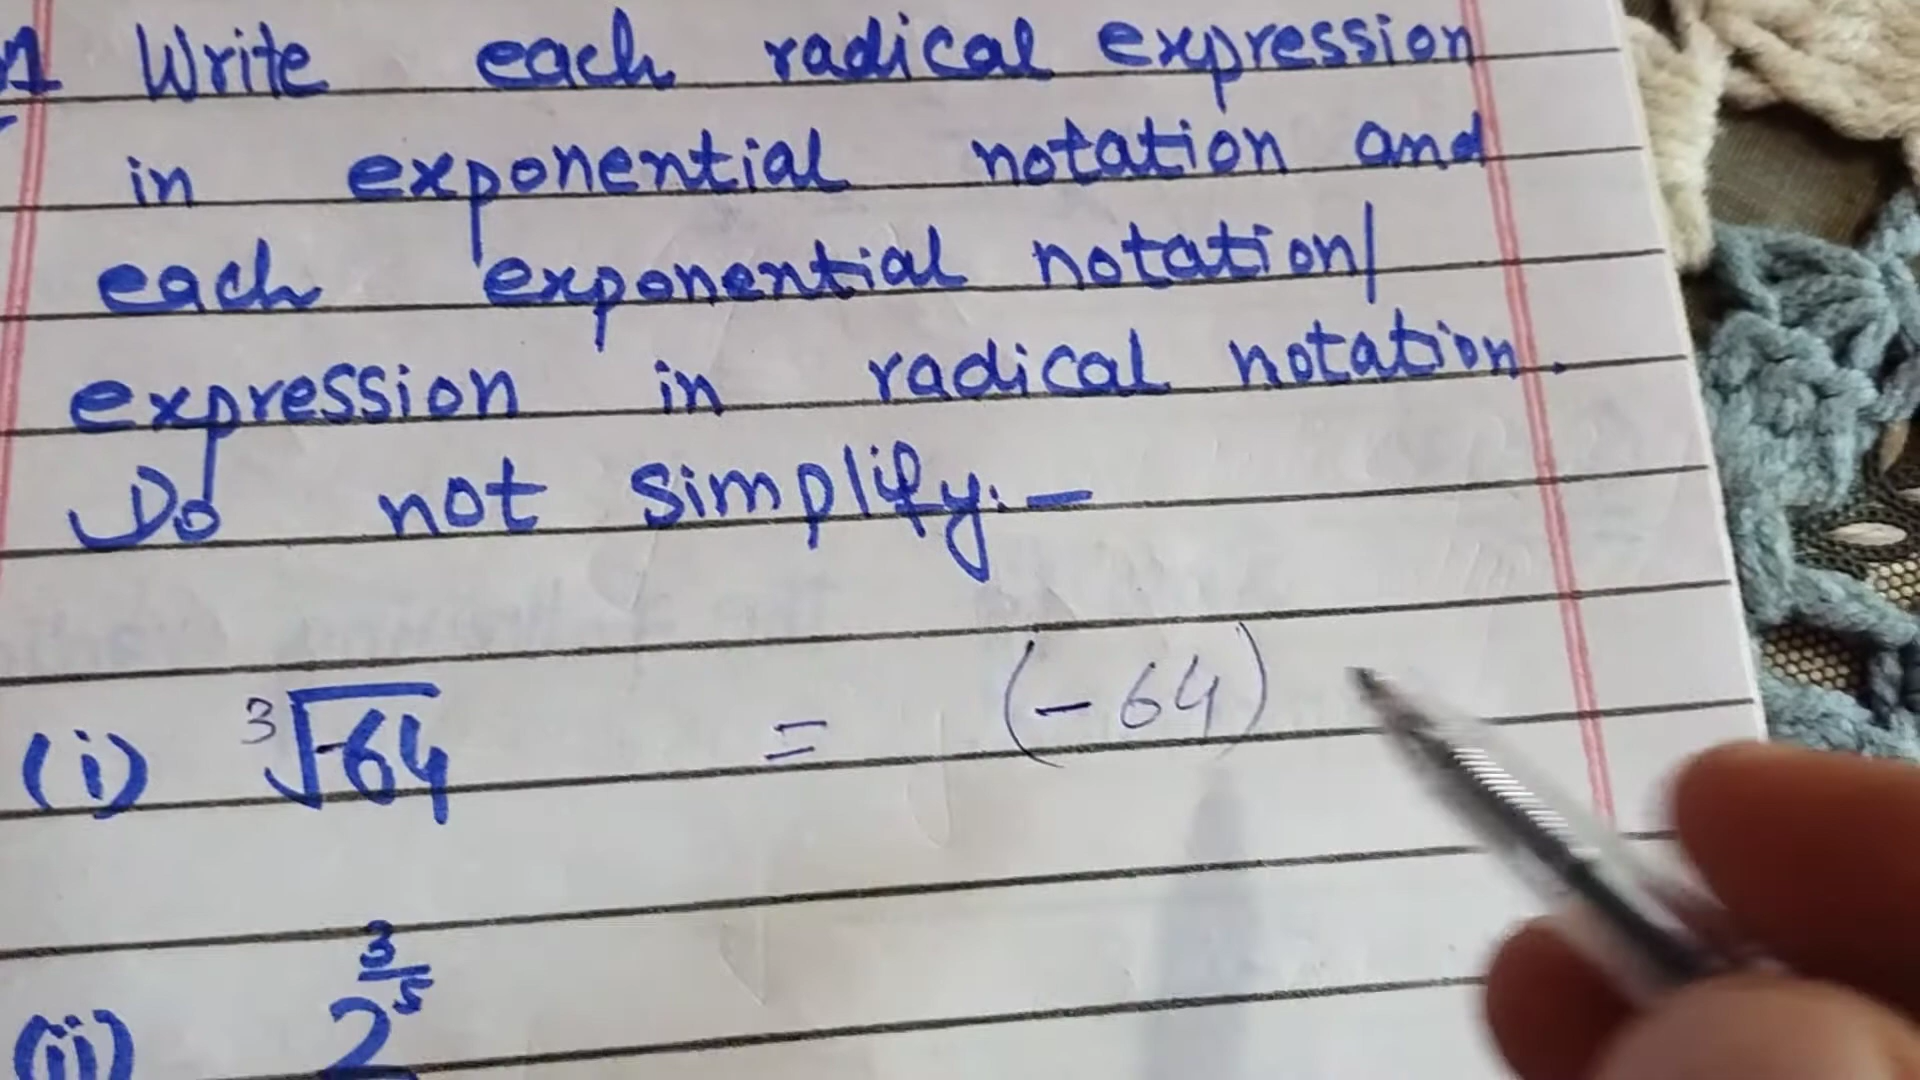 1 Write each radical expression
in exponential notation and
each exponential notation/
expression in radical notation.
Do not simplify:-
(i) ∛-64 = (-64)
(ii) 2^3/5